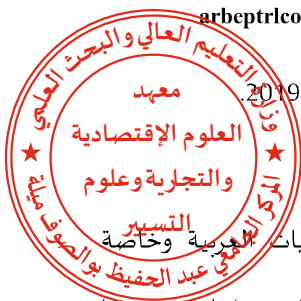 arbeptrlco
وزارة التعليم العالي والبحث العلمي
.2019
معهد
العلوم الإقتصادية
والتجارية وعلوم
التسيير
المركز الجامعي عبد الحفيظ بوالصوف ميلة
العربية وخاصة